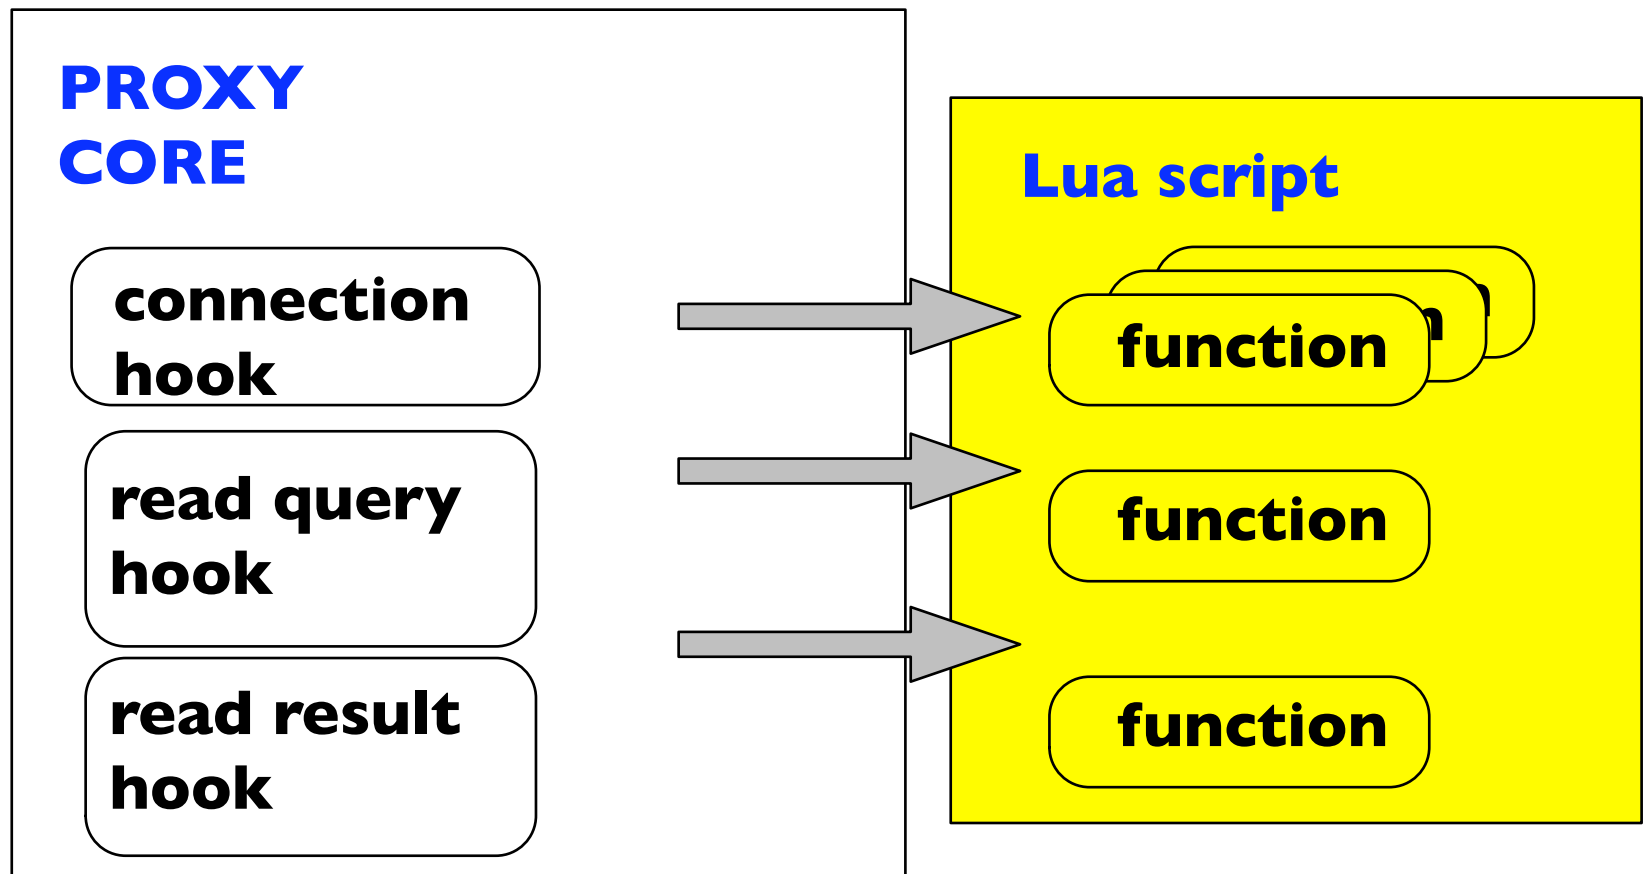 PROXY
CORE
Lua script
connection
hook
function
read query
hook
function
read result
hook
function